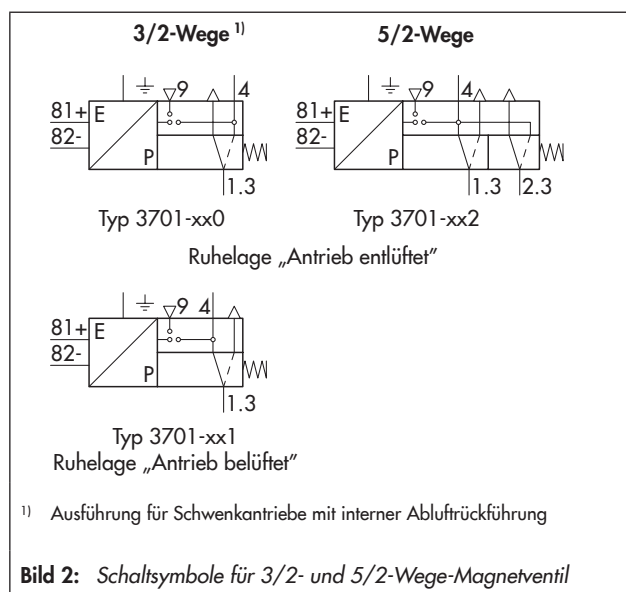 3/2-Wege ¹⁾ 5/2-Wege
9 4 9 4
81+ E 81+ E
82- P 82- P
1.3 1.3 2.3
Typ 3701-xx0 Typ 3701-xx2
Ruhelage „Antrieb entlüftet”
9 4
81+ E
82- P
1.3
Typ 3701-xx1
Ruhelage „Antrieb belüftet”
¹⁾ Ausführung für Schwenkantriebe mit interner Abluftrückführung
Bild 2: Schaltsymbole für 3/2- und 5/2-Wege-Magnetventil